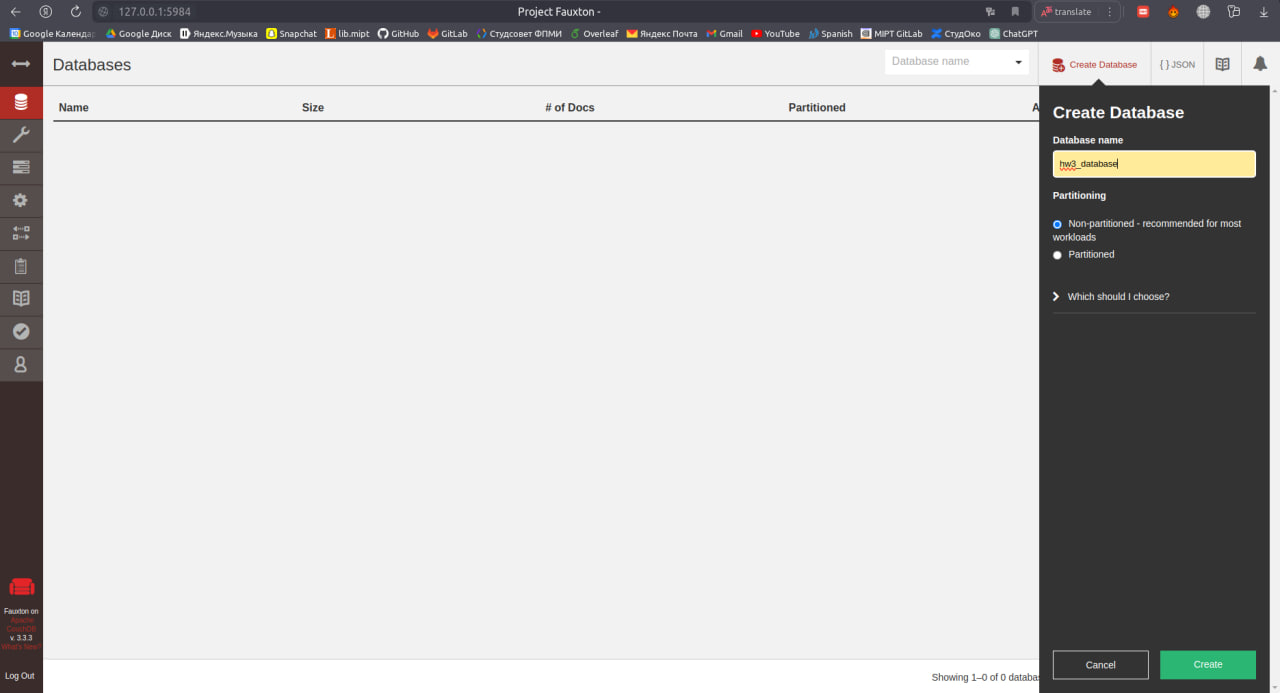 127.0.0.1:5984
Project Fauxton -
translate
Google Календа
Google Диск
Яндекс.Музыка
Snapchat
lib.mipt
GitHub
GitLab
Студсовет ФПМИ
Overleaf
Яндекс Почта
Gmail
YouTube
Spanish
MIPT GitLab
СтудОко
ChatGPT
Databases
Database name
Create Database
{ } JSON
Name
Size
# of Docs
Partitioned
A
Create Database
Database name
hw3_database
Partitioning
Non-partitioned - recommended for most
workloads
Partitioned
Which should I choose?
Fauxton on
Apache
CouchDB
v. 3.3.3
What's New?
Log Out
Showing 1–0 of 0 databa
Cancel
Create